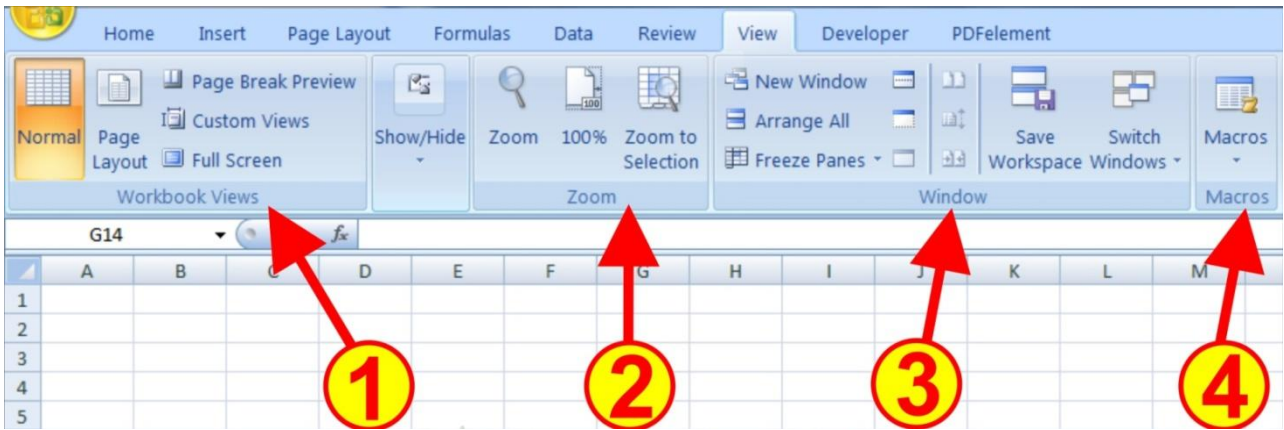 Home Insert Page Layout Formulas Data Review View Developer PDFelement
Normal
Page Layout
Page Break Preview
Custom Views
Full Screen
Workbook Views
Show/Hide
Zoom
100
100%
Zoom to Selection
Zoom
New Window
Arrange All
Freeze Panes
Save Workspace
Switch Windows
Window
Macros
Macros
G14 fx
A B C D E F G H I J K L M
1
2
3
4
5
1 2 3 4